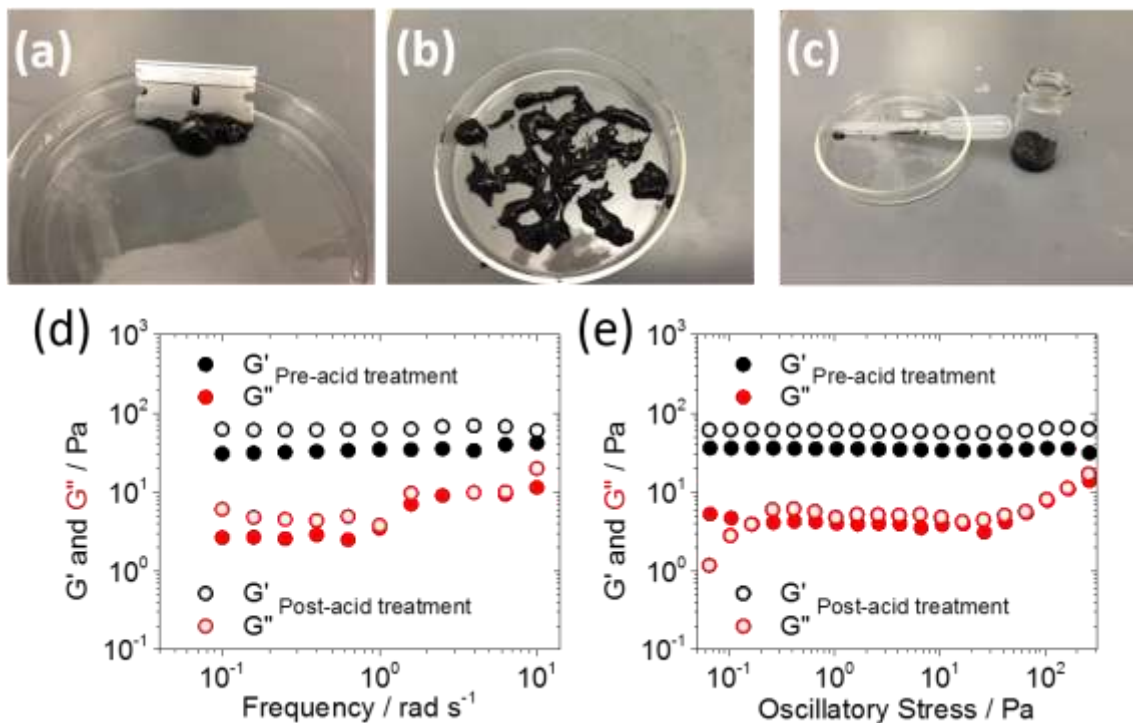 (a)
(b)
(c)
(d)
10³
10²
10¹
10⁰
10⁻¹
G' and G" / Pa
G'
G"
Pre-acid treatment
G'
G"
Post-acid treatment
10⁻¹
10⁰
10¹
Frequency / rad s⁻¹
(e)
10³
10²
10¹
10⁰
10⁻¹
G' and G" / Pa
G'
G"
Pre-acid treatment
G'
G"
Post-acid treatment
10⁻¹
10⁰
10¹
10²
Oscillatory Stress / Pa